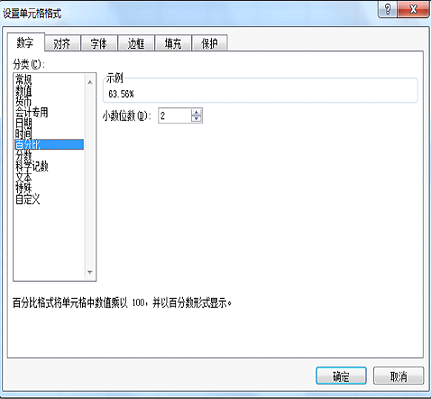 设置单元格格式
数字 对齐 字体 边框 填充 保护
分类(C):
常规
数值
货币
会计专用
日期
时间
百分比
分数
科学记数
文本
特殊
自定义
示例
63.56%
小数位数(D): 2
百分比格式将单元格中数值乘以 100，并以百分数形式显示。
确定 取消